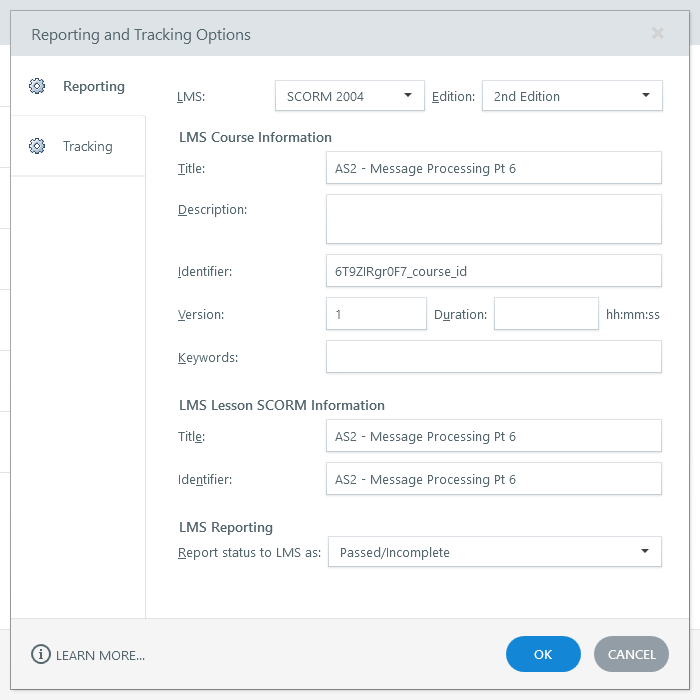 Reporting and Tracking Options
Reporting
Tracking
LMS: SCORM 2004 Edition: 2nd Edition
LMS Course Information
Title: AS2 - Message Processing Pt 6
Description:
Identifier: 6T9ZIRgr0F7_course_id
Version: 1 Duration: hh:mm:ss
Keywords:
LMS Lesson SCORM Information
Title: AS2 - Message Processing Pt 6
Identifier: AS2 - Message Processing Pt 6
LMS Reporting
Report status to LMS as: Passed/Incomplete
LEARN MORE...
OK
CANCEL